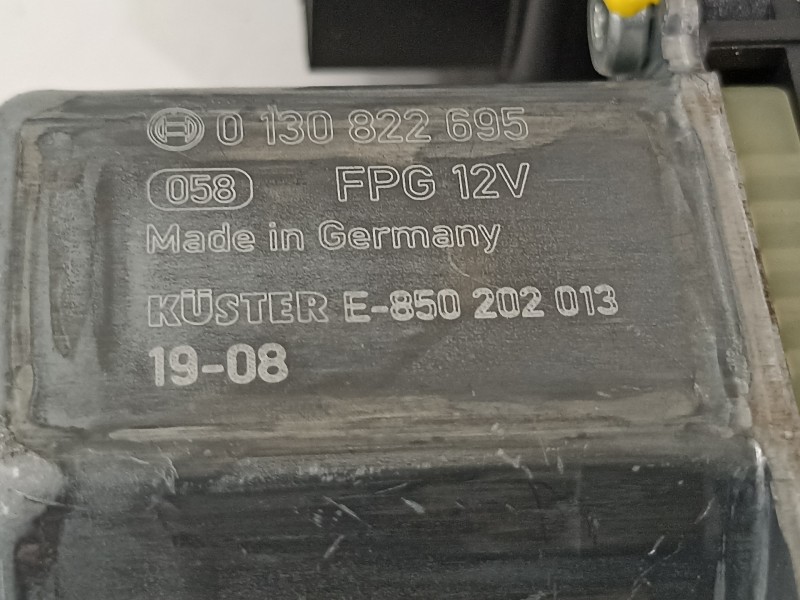 0 130 822 695
058 FPG 12V
Made in Germany
KÜSTER E-850 202 013
19-08